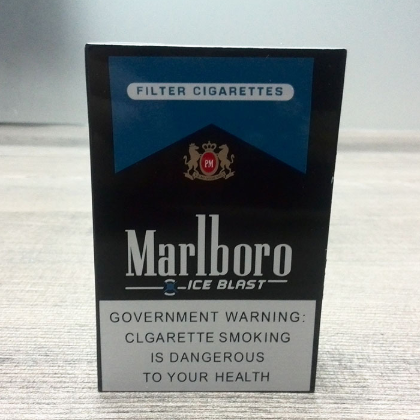 FILTER CIGARETTES
PM
Marlboro
ICE BLAST
GOVERNMENT WARNING:
CLGARETTE SMOKING
IS DANGEROUS
TO YOUR HEALTH